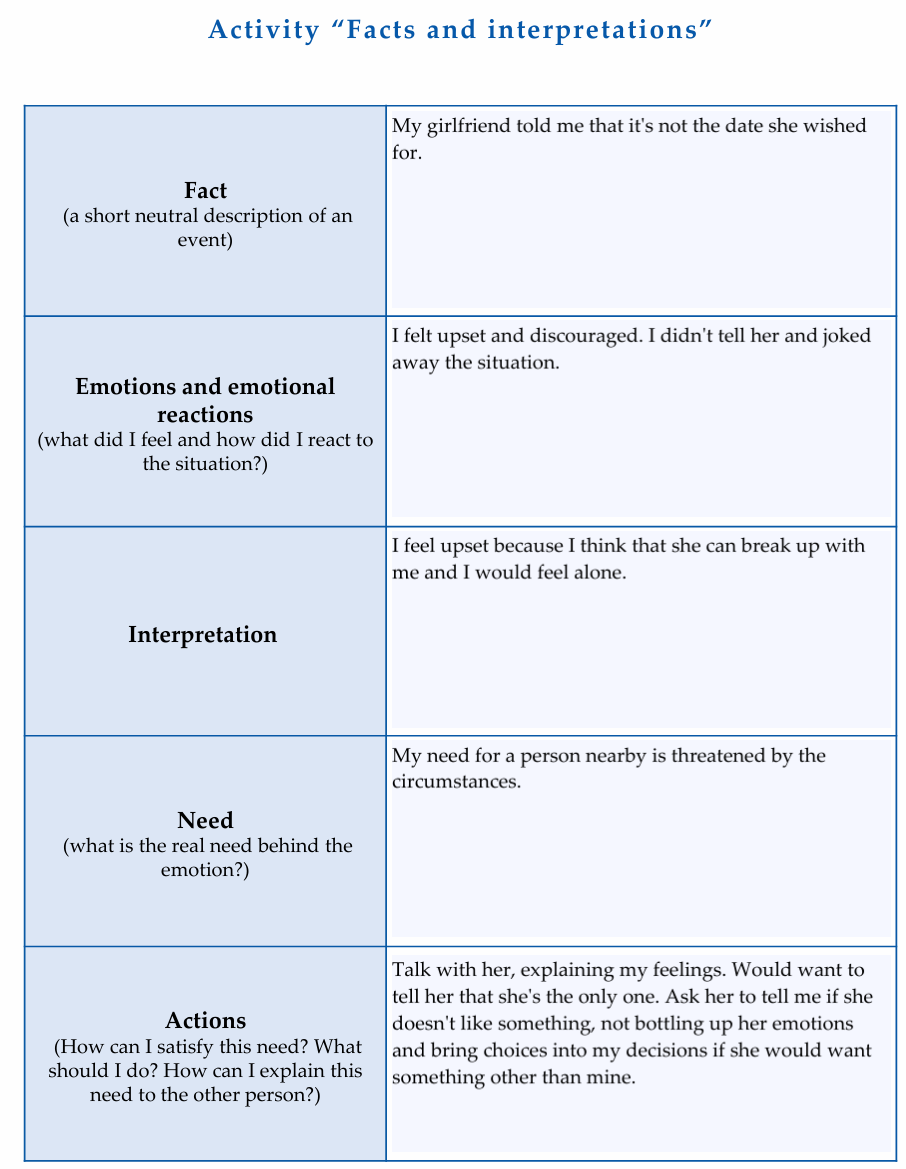 Activity “Facts and interpretations”
Fact
(a short neutral description of an
event)
My girlfriend told me that it's not the date she wished
for.
Emotions and emotional
reactions
(what did I feel and how did I react to
the situation?)
I felt upset and discouraged. I didn't tell her and joked
away the situation.
Interpretation
I feel upset because I think that she can break up with
me and I would feel alone.
Need
(what is the real need behind the
emotion?)
My need for a person nearby is threatened by the
circumstances.
Actions
(How can I satisfy this need? What
should I do? How can I explain this
need to the other person?)
Talk with her, explaining my feelings. Would want to
tell her that she's the only one. Ask her to tell me if she
doesn't like something, not bottling up her emotions
and bring choices into my decisions if she would want
something other than mine.